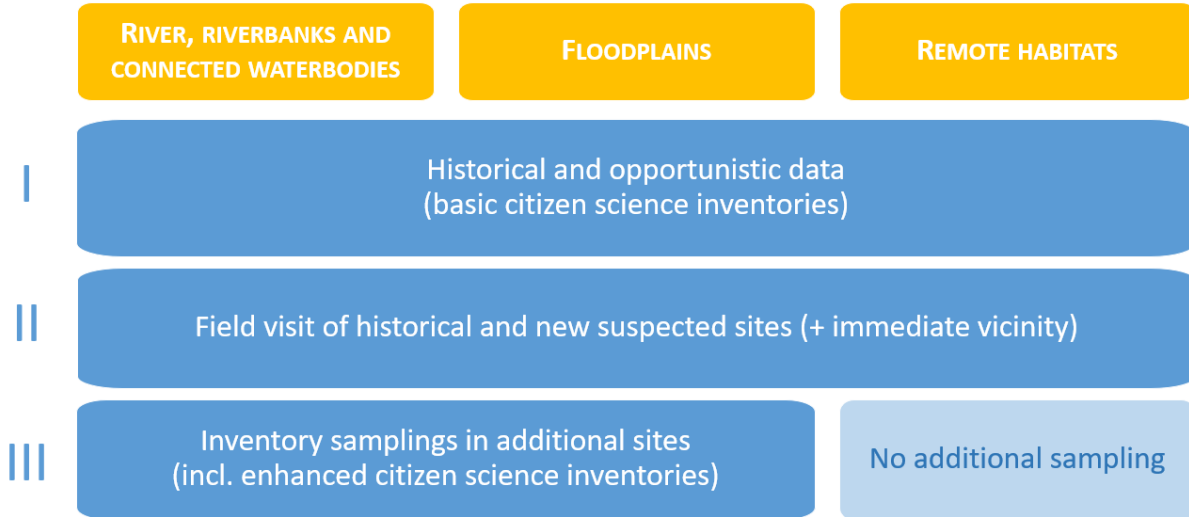 RIVER, RIVERBANKS AND
CONNECTED WATERBODIES
FLOODPLAINS
REMOTE HABITATS
I
Historical and opportunistic data
(basic citizen science inventories)
II
Field visit of historical and new suspected sites (+ immediate vicinity)
III
Inventory samplings in additional sites
(incl. enhanced citizen science inventories)
No additional sampling